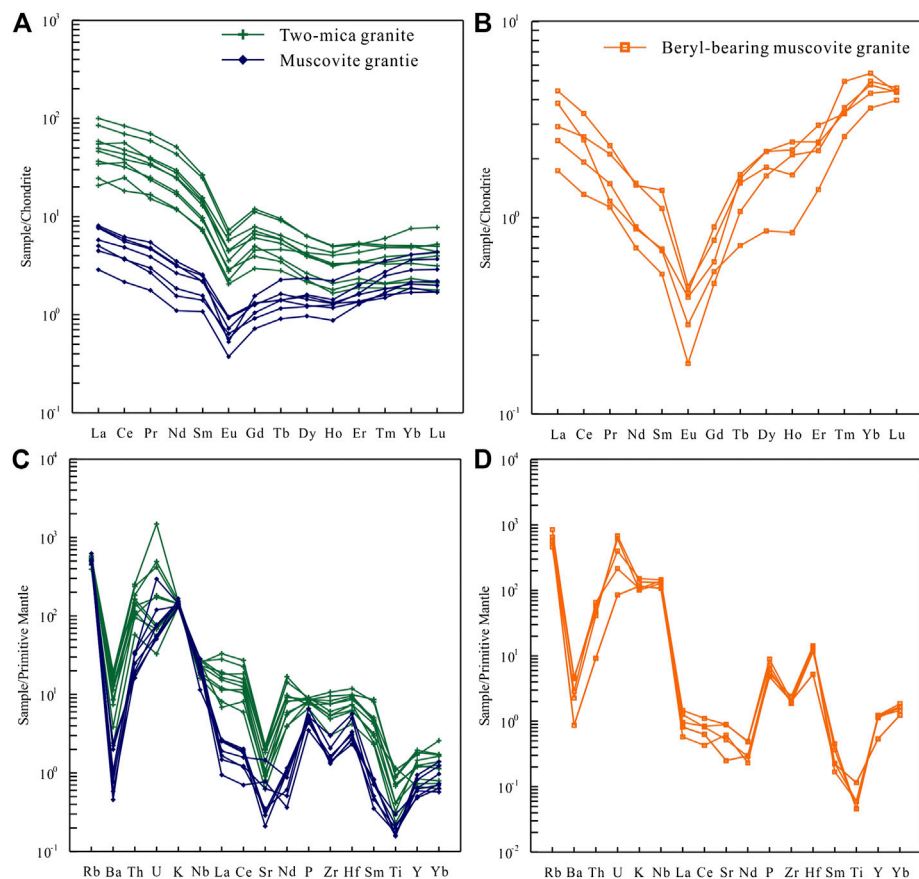 A
Two-mica granite
Muscovite grantie
Sample/Chondrite
10³
10²
10¹
10⁰
10⁻¹
La Ce Pr Nd Sm Eu Gd Tb Dy Ho Er Tm Yb Lu
B
Beryl-bearing muscovite granite
Sample/Chondrite
10¹
10⁰
10⁻¹
La Ce Pr Nd Sm Eu Gd Tb Dy Ho Er Tm Yb Lu
C
Sample/Primitive Mantle
10⁴
10³
10²
10¹
10⁰
10⁻¹
Rb Ba Th U K Nb La Ce Sr Nd P Zr Hf Sm Ti Y Yb
D
Sample/Primitive Mantle
10⁴
10³
10²
10¹
10⁰
10⁻¹
10⁻²
Rb Ba Th U K Nb La Ce Sr Nd P Zr Hf Sm Ti Y Yb